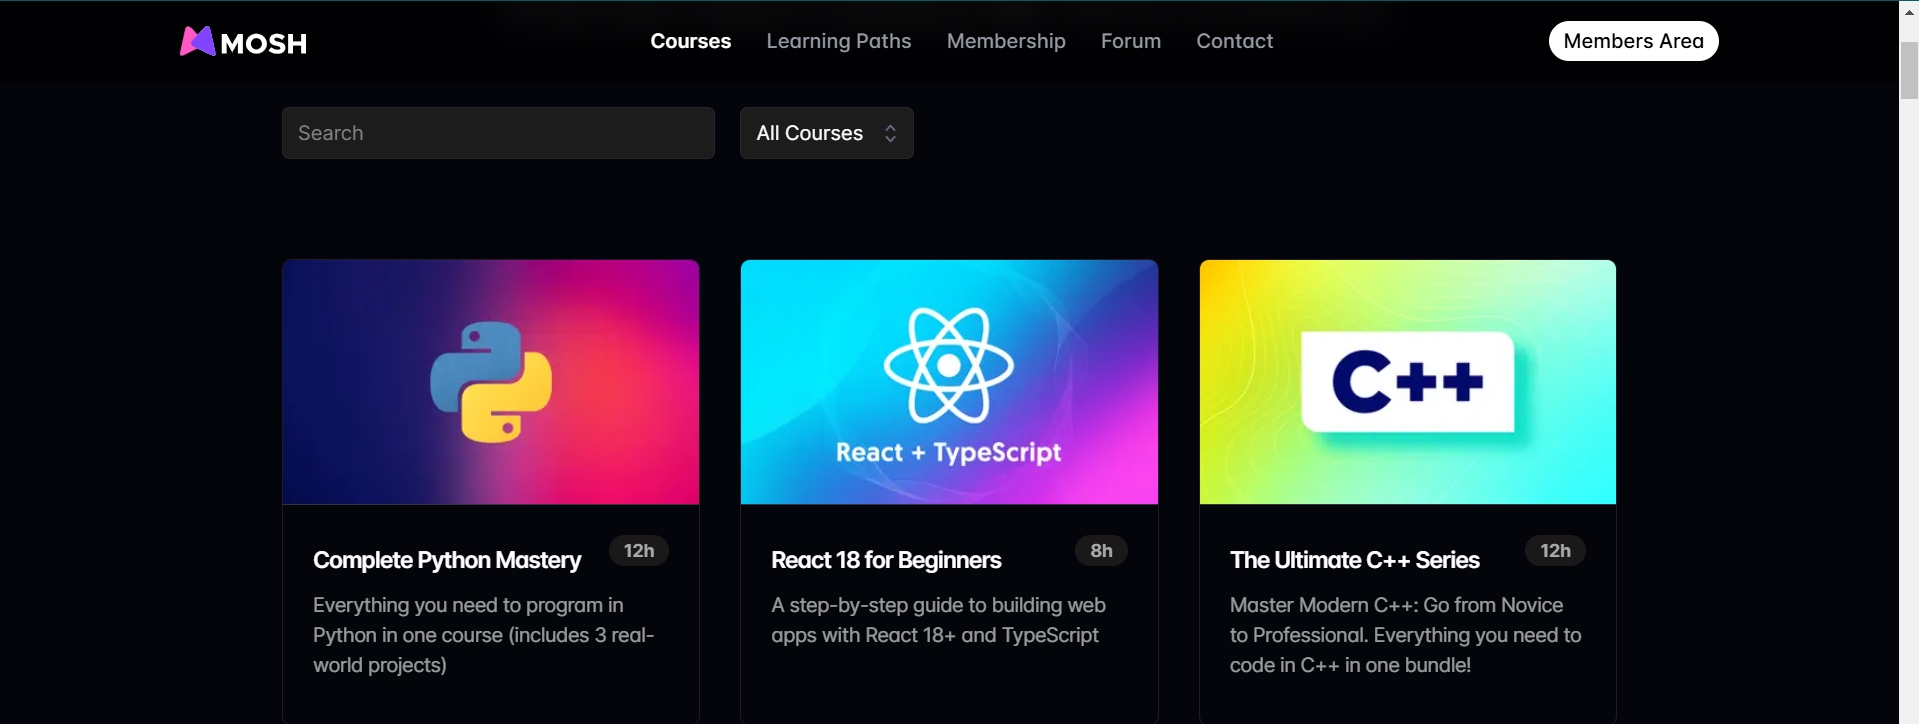 MOSH
Courses
Learning Paths
Membership
Forum
Contact
Members Area
Search
All Courses
React + TypeScript
C++
Complete Python Mastery
12h
Everything you need to program in
Python in one course (includes 3 real-
world projects)
React 18 for Beginners
8h
A step-by-step guide to building web
apps with React 18+ and TypeScript
The Ultimate C++ Series
12h
Master Modern C++: Go from Novice
to Professional. Everything you need to
code in C++ in one bundle!